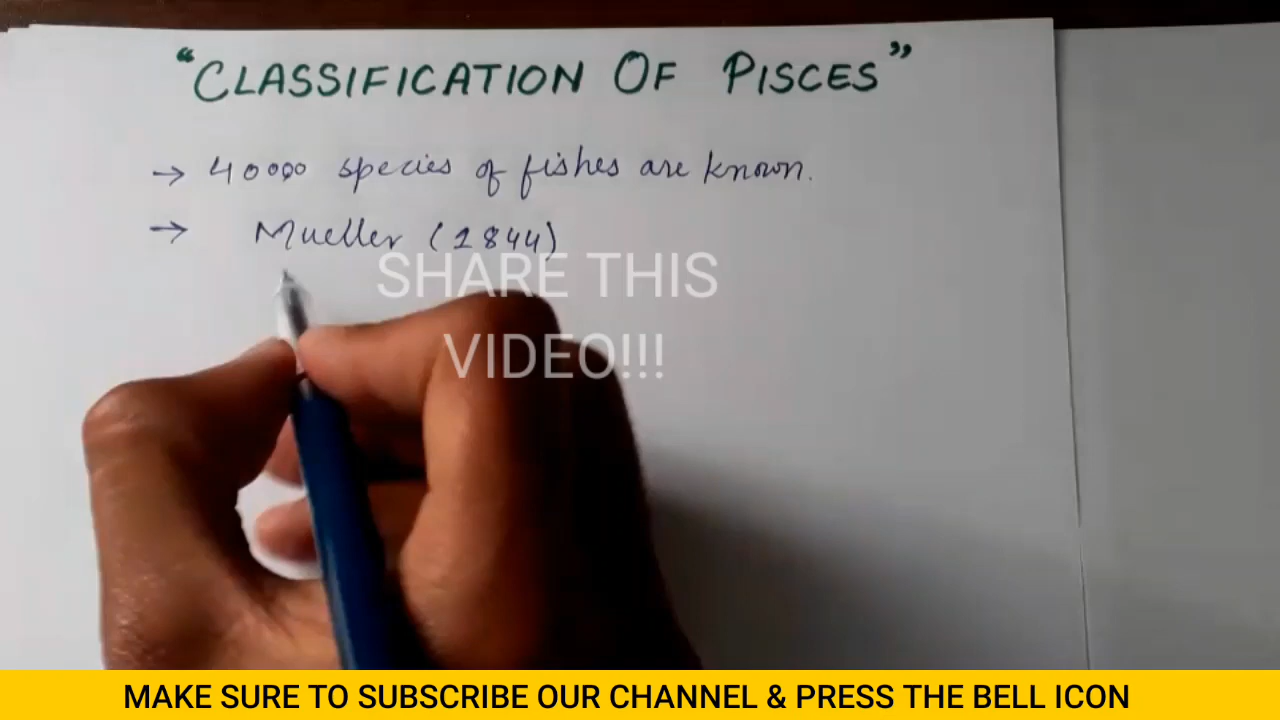 “CLASSIFICATION OF PISCES”
→ 40000 species of fishes are known.
→ Mueller (1844)
SHARE THIS
VIDEO!!!
MAKE SURE TO SUBSCRIBE OUR CHANNEL & PRESS THE BELL ICON